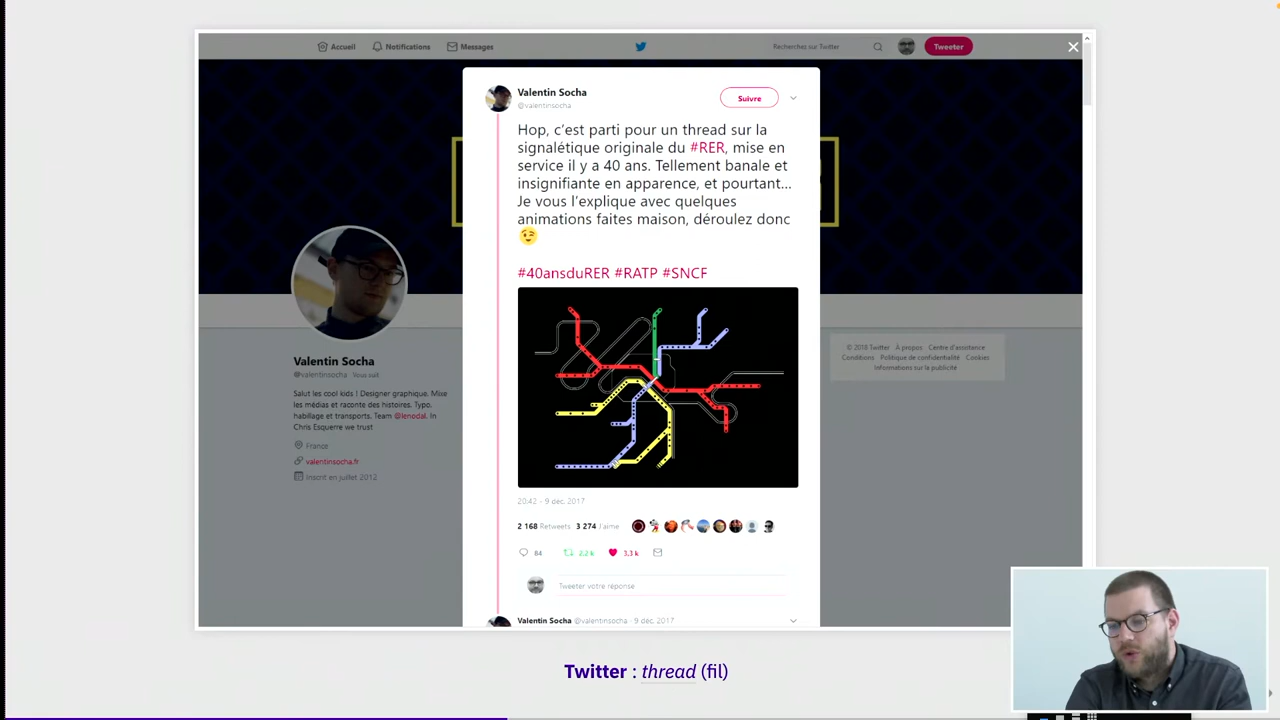 Accueil
Notifications
Messages
Recherchez sur Twitter
Tweeter
Valentin Socha
@valentinsocha
Suivre
Hop, c’est parti pour un thread sur la
signalétique originale du #RER, mise en
service il y a 40 ans. Tellement banale et
insignifiante en apparence, et pourtant...
Je vous l’explique avec quelques
animations faites maison, déroulez donc
#40ansduRER #RATP #SNCF
20:42 - 9 déc. 2017
2 168 Retweets 3 274 J'aime
84
2,2 k
3,3 k
Tweeter votre réponse
Valentin Socha @valentinsocha · 9 déc. 2017
Valentin Socha
@valentinsocha Vous suit
Salut les cool kids ! Designer graphique. Mixe
les médias et raconte des histoires. Typo,
habillage et transports. Team @lenodal. In
Chris Esquerre we trust
France
valentinsocha.fr
Inscrit en juillet 2012
© 2018 Twitter À propos Centre d'assistance
Conditions Politique de confidentialité Cookies
Informations sur la publicité
Twitter : thread (fil)